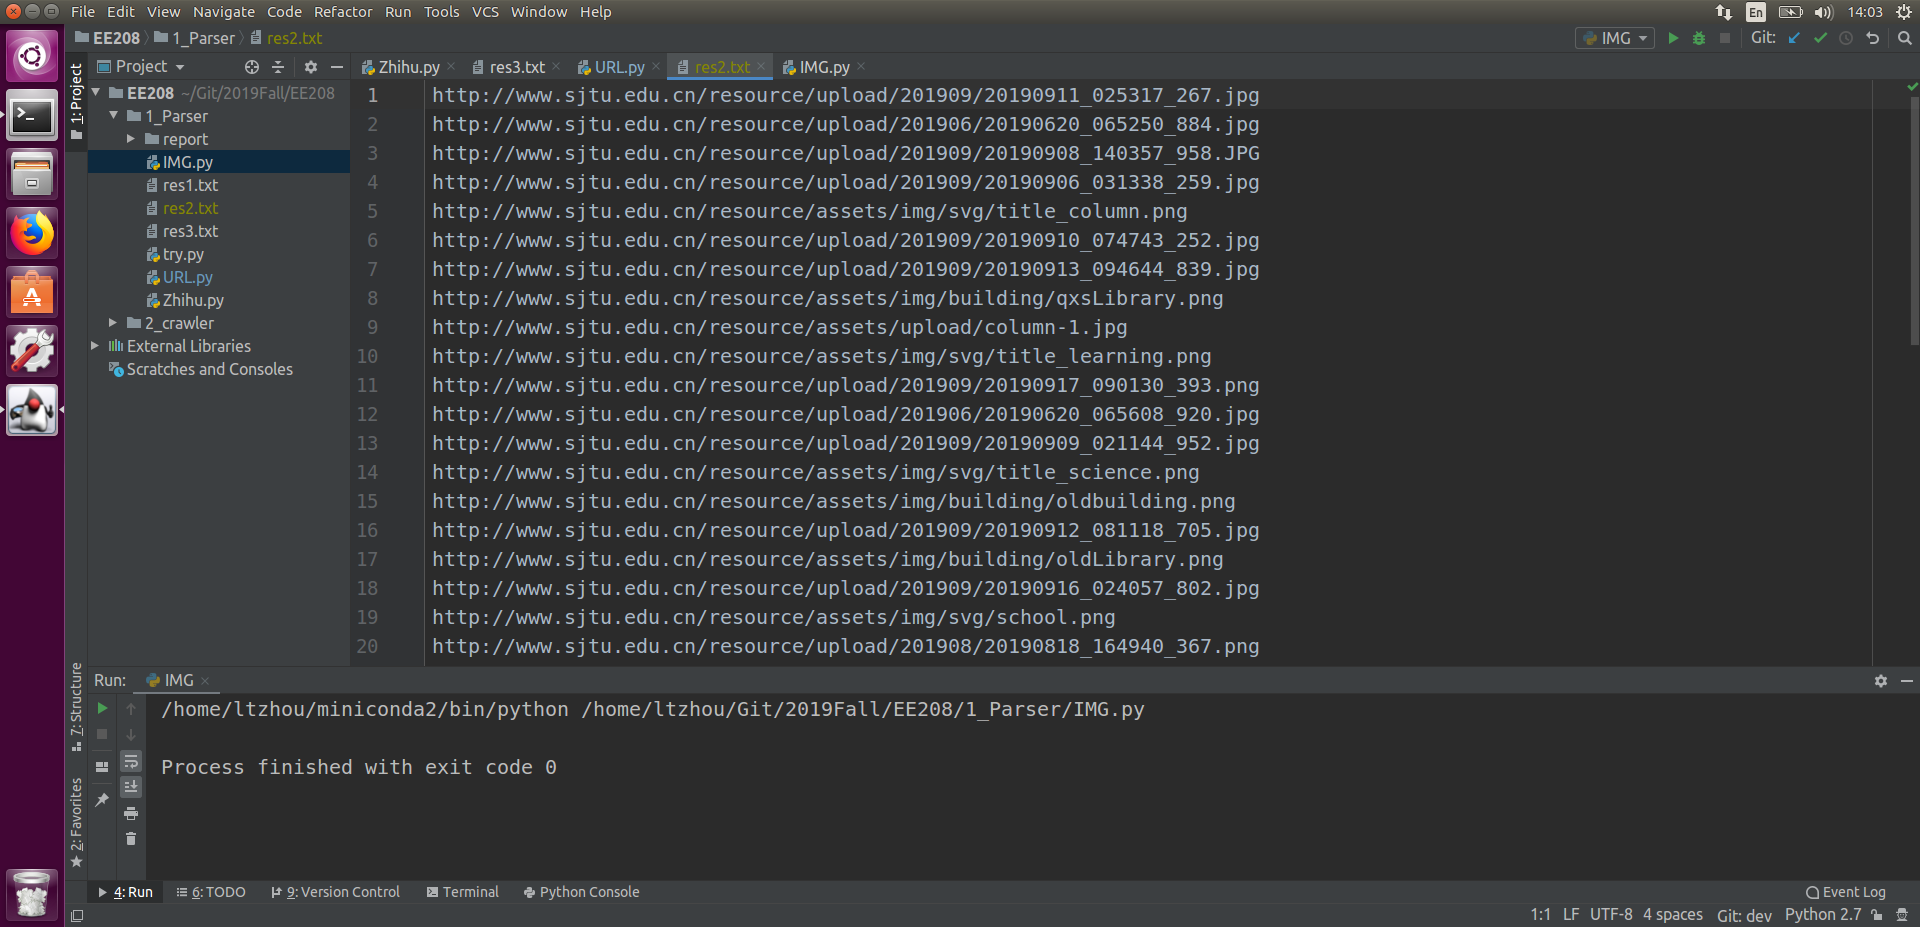 File Edit View Navigate Code Refactor Run Tools VCS Window Help En 14:03
EE208 1_Parser res2.txt IMG Git:
1: Project
Project
Zhihu.py res3.txt URL.py res2.txt IMG.py
EE208 ~/Git/2019Fall/EE208
1_Parser
report
IMG.py
res1.txt
res2.txt
res3.txt
try.py
URL.py
Zhihu.py
2_crawler
External Libraries
Scratches and Consoles
1 http://www.sjtu.edu.cn/resource/upload/201909/20190911_025317_267.jpg
2 http://www.sjtu.edu.cn/resource/upload/201906/20190620_065250_884.jpg
3 http://www.sjtu.edu.cn/resource/upload/201909/20190908_140357_958.JPG
4 http://www.sjtu.edu.cn/resource/upload/201909/20190906_031338_259.jpg
5 http://www.sjtu.edu.cn/resource/assets/img/svg/title_column.png
6 http://www.sjtu.edu.cn/resource/upload/201909/20190910_074743_252.jpg
7 http://www.sjtu.edu.cn/resource/upload/201909/20190913_094644_839.jpg
8 http://www.sjtu.edu.cn/resource/assets/img/building/qxsLibrary.png
9 http://www.sjtu.edu.cn/resource/assets/upload/column-1.jpg
10 http://www.sjtu.edu.cn/resource/assets/img/svg/title_learning.png
11 http://www.sjtu.edu.cn/resource/upload/201909/20190917_090130_393.png
12 http://www.sjtu.edu.cn/resource/upload/201906/20190620_065608_920.jpg
13 http://www.sjtu.edu.cn/resource/upload/201909/20190909_021144_952.jpg
14 http://www.sjtu.edu.cn/resource/assets/img/svg/title_science.png
15 http://www.sjtu.edu.cn/resource/assets/img/building/oldbuilding.png
16 http://www.sjtu.edu.cn/resource/upload/201909/20190912_081118_705.jpg
17 http://www.sjtu.edu.cn/resource/assets/img/building/oldLibrary.png
18 http://www.sjtu.edu.cn/resource/upload/201909/20190916_024057_802.jpg
19 http://www.sjtu.edu.cn/resource/assets/img/svg/school.png
20 http://www.sjtu.edu.cn/resource/upload/201908/20190818_164940_367.png
7: Structure
2: Favorites
Run: IMG
/home/ltzhou/miniconda2/bin/python /home/ltzhou/Git/2019Fall/EE208/1_Parser/IMG.py
Process finished with exit code 0
4: Run 6: TODO 9: Version Control Terminal Python Console Event Log
1:1 LF UTF-8 4 spaces Git: dev Python 2.7